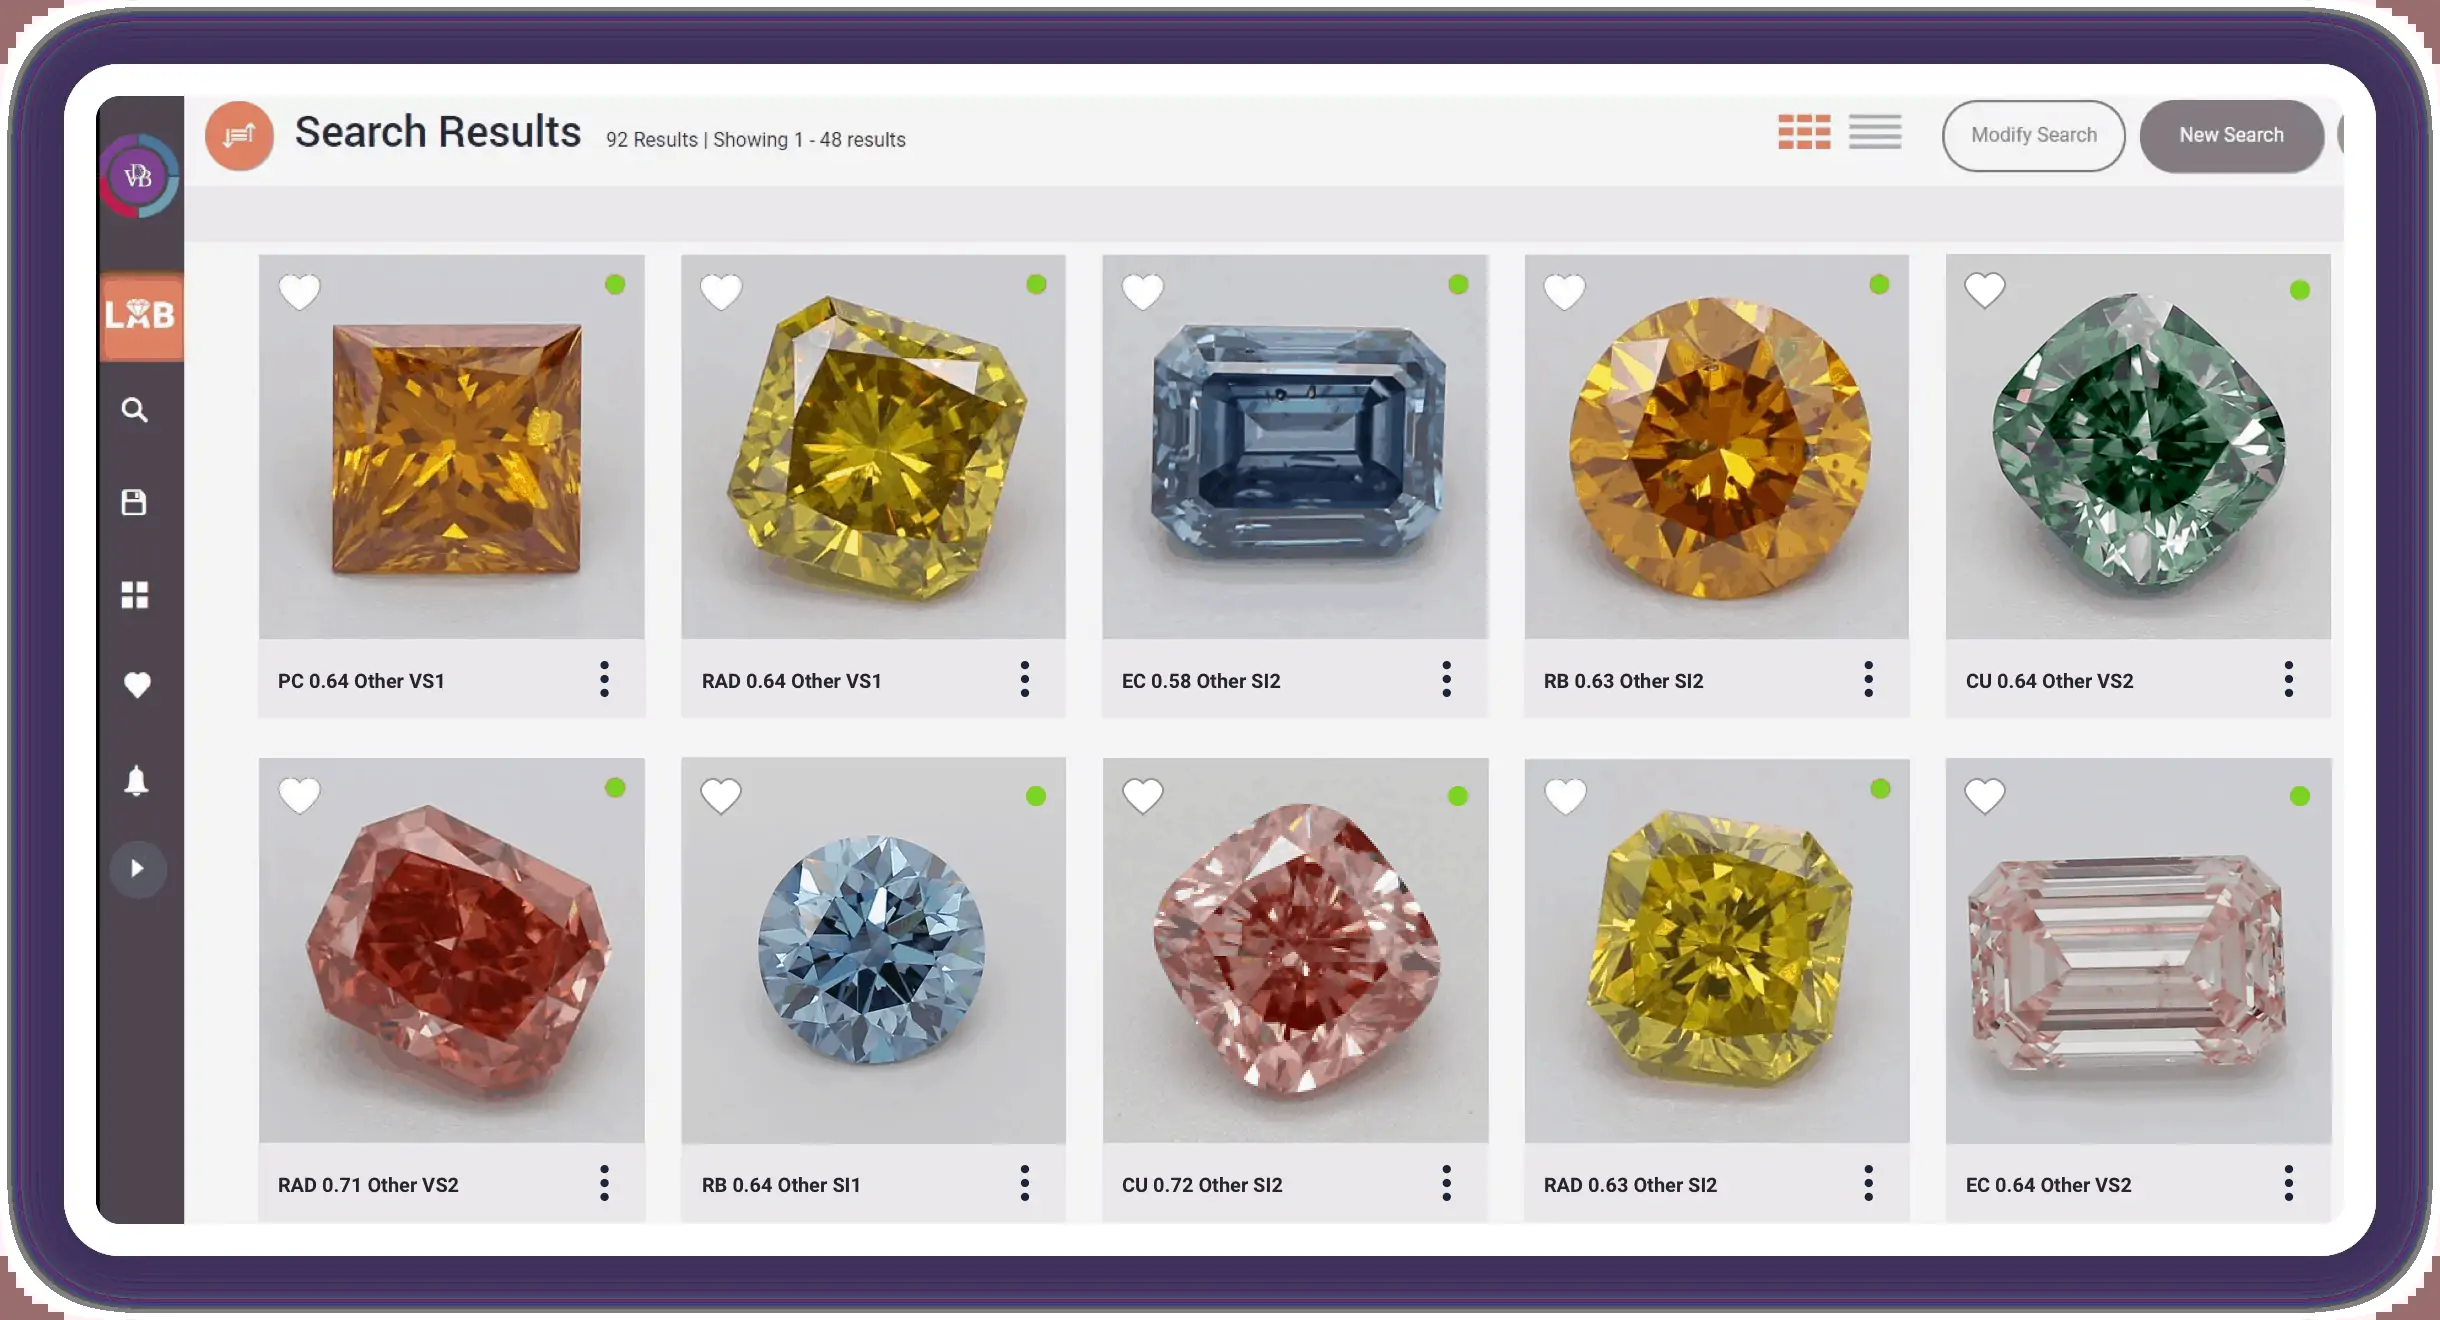 Search Results
92 Results | Showing 1 - 48 results
Modify Search
New Search
DVB
LAB
PC 0.64 Other VS1
RAD 0.64 Other VS1
EC 0.58 Other SI2
RB 0.63 Other SI2
CU 0.64 Other VS2
RAD 0.71 Other VS2
RB 0.64 Other SI1
CU 0.72 Other SI2
RAD 0.63 Other SI2
EC 0.64 Other VS2